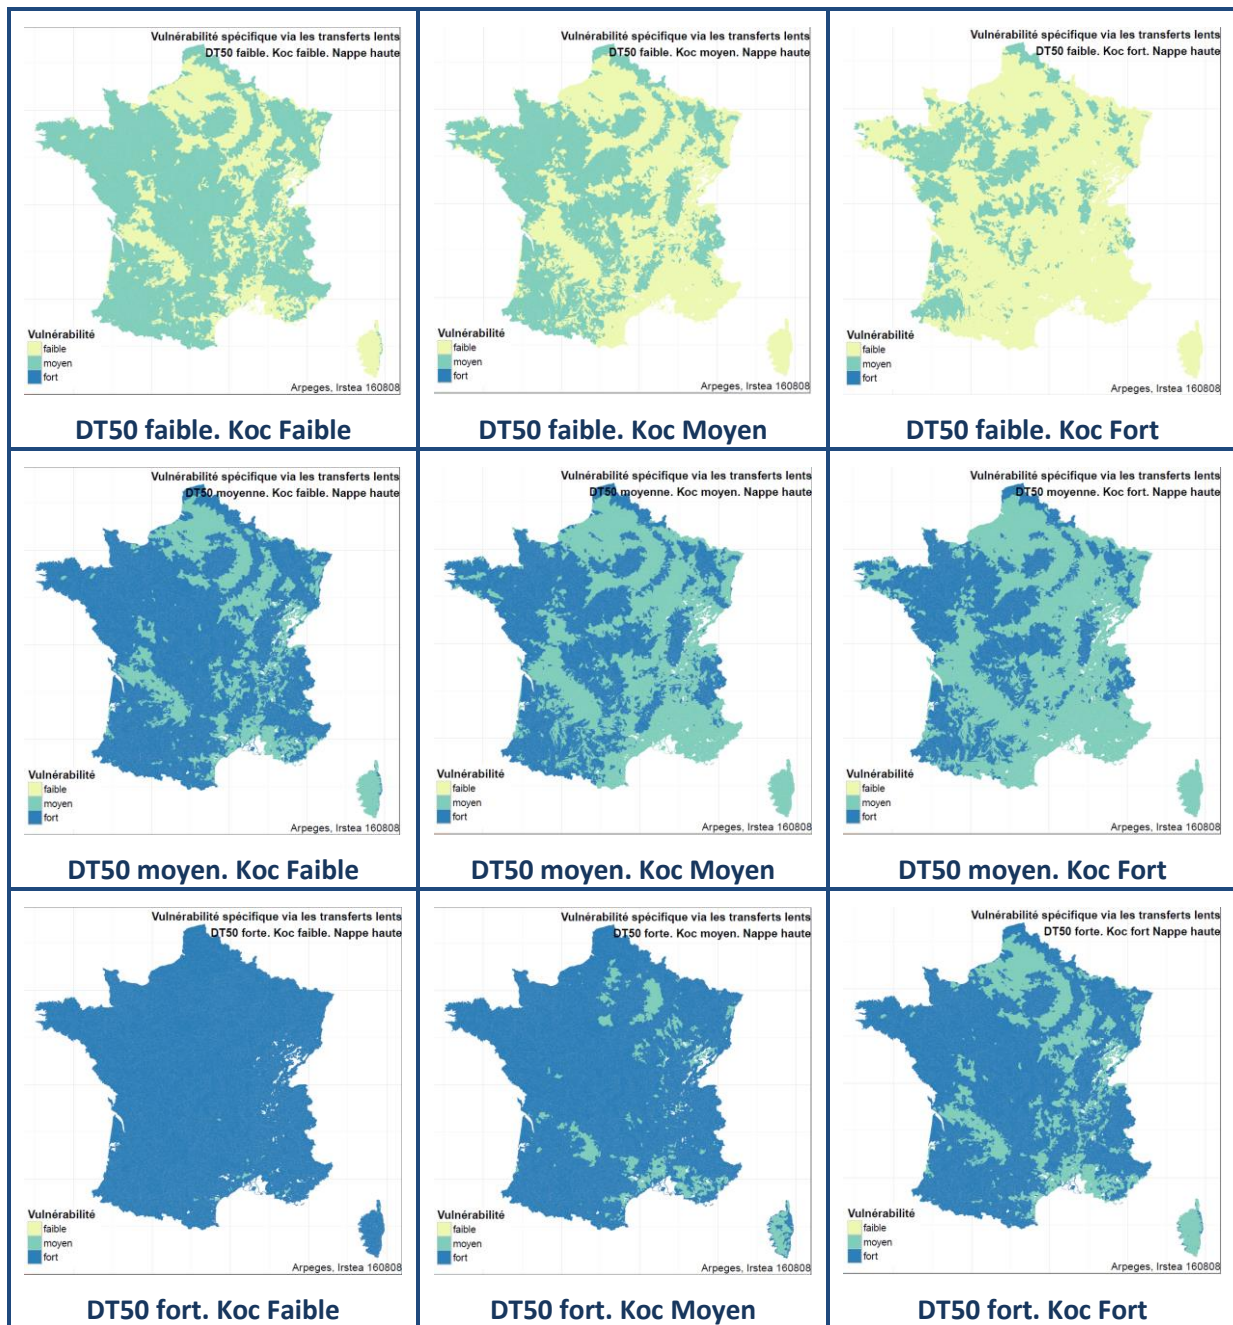 Vulnérabilité spécifique via les transferts lents
DT50 faible. Koc faible. Nappe haute
Vulnérabilité
faible
moyen
fort
Arpeges, Irstea 160808
DT50 faible. Koc Faible
Vulnérabilité spécifique via les transferts lents
DT50 faible. Koc moyen. Nappe haute
Vulnérabilité
faible
moyen
fort
Arpeges, Irstea 160808
DT50 faible. Koc Moyen
Vulnérabilité spécifique via les transferts lents
DT50 faible. Koc fort. Nappe haute
Vulnérabilité
faible
moyen
fort
Arpeges, Irstea 160808
DT50 faible. Koc Fort
Vulnérabilité spécifique via les transferts lents
DT50 moyenne. Koc faible. Nappe haute
Vulnérabilité
faible
moyen
fort
Arpeges, Irstea 160808
DT50 moyen. Koc Faible
Vulnérabilité spécifique via les transferts lents
DT50 moyenne. Koc moyen. Nappe haute
Vulnérabilité
faible
moyen
fort
Arpeges, Irstea 160808
DT50 moyen. Koc Moyen
Vulnérabilité spécifique via les transferts lents
DT50 moyenne. Koc fort. Nappe haute
Vulnérabilité
faible
moyen
fort
Arpeges, Irstea 160808
DT50 moyen. Koc Fort
Vulnérabilité spécifique via les transferts lents
DT50 forte. Koc faible. Nappe haute
Vulnérabilité
faible
moyen
fort
Arpeges, Irstea 160808
DT50 fort. Koc Faible
Vulnérabilité spécifique via les transferts lents
DT50 forte. Koc moyen. Nappe haute
Vulnérabilité
faible
moyen
fort
Arpeges, Irstea 160808
DT50 fort. Koc Moyen
Vulnérabilité spécifique via les transferts lents
DT50 forte. Koc fort Nappe haute
Vulnérabilité
faible
moyen
fort
Arpeges, Irstea 160808
DT50 fort. Koc Fort